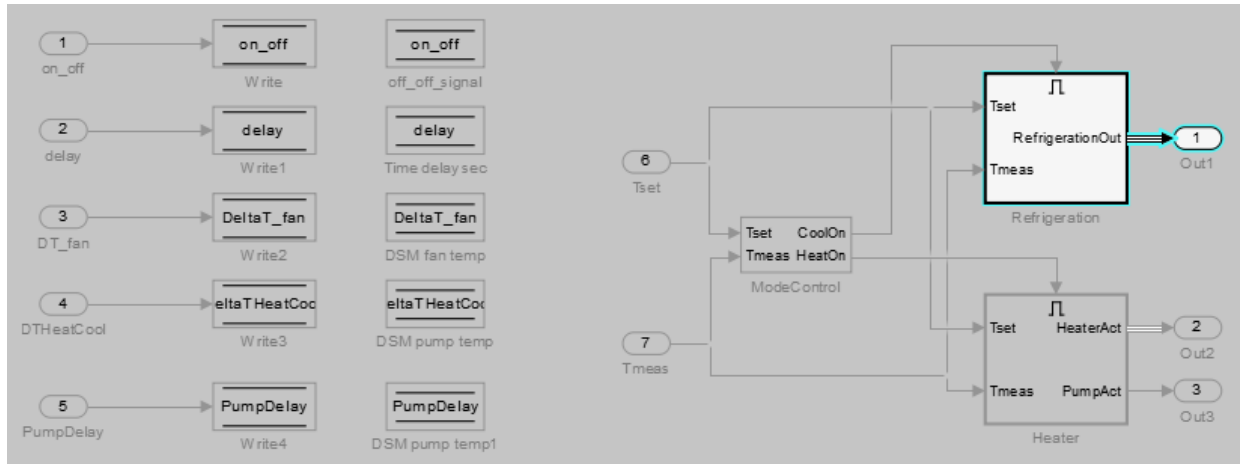 1
on_off
on_off
Write
on_off
off_off_signal
2
delay
delay
Write1
delay
Time delay sec
3
DT_fan
DeltaT_fan
Write2
DeltaT_fan
DSM fan temp
4
DTHeatCool
eltaTHeatCoo
Write3
eltaTHeatCoo
DSM pump temp
5
PumpDelay
PumpDelay
Write4
PumpDelay
DSM pump temp1
6
Tset
7
Tmeas
Tset CoolOn
Tmeas HeatOn
ModeControl
Tset
RefrigerationOut
Tmeas
Refrigeration
1
Out1
Tset HeaterAct
Tmeas PumpAct
Heater
2
Out2
3
Out3